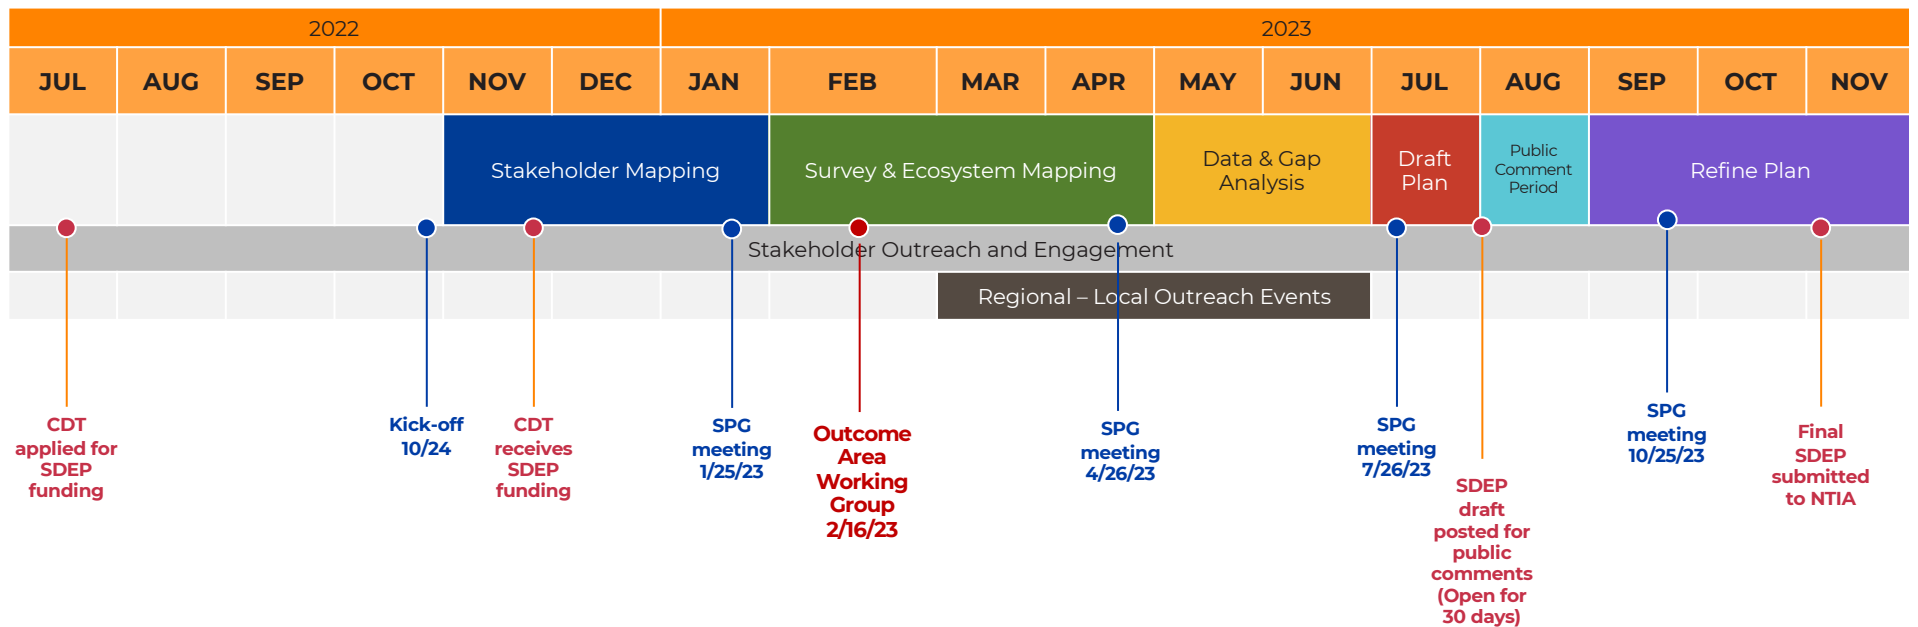 2022
2023
JUL
AUG
SEP
OCT
NOV
DEC
JAN
FEB
MAR
APR
MAY
JUN
JUL
AUG
SEP
OCT
NOV
Stakeholder Mapping
Survey & Ecosystem Mapping
Data & Gap
Analysis
Draft
Plan
Public
Comment
Period
Refine Plan
Stakeholder Outreach and Engagement
Regional – Local Outreach Events
CDT
applied for
SDEP
funding
Kick-off
10/24
CDT
receives
SDEP
funding
SPG
meeting
1/25/23
Outcome
Area
Working
Group
2/16/23
SPG
meeting
4/26/23
SPG
meeting
7/26/23
SDEP
draft
posted for
public
comments
(Open for
30 days)
SPG
meeting
10/25/23
Final
SDEP
submitted
to NTIA